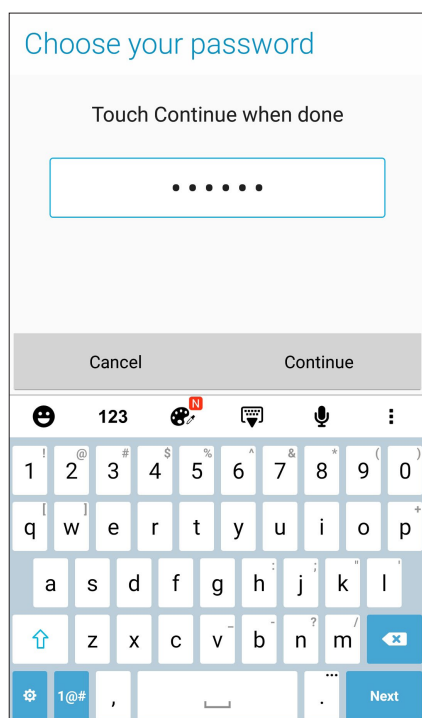 Choose your password
Touch Continue when done
••••••
Cancel Continue
123 N
! @ # $ % ^ & * ( )
1 2 3 4 5 6 7 8 9 0
[ ] +
q w e r t y u i o p
: ; " '
a s d f g h j k l
_ - ? /
z x c v b n m
1@# , . ... Next